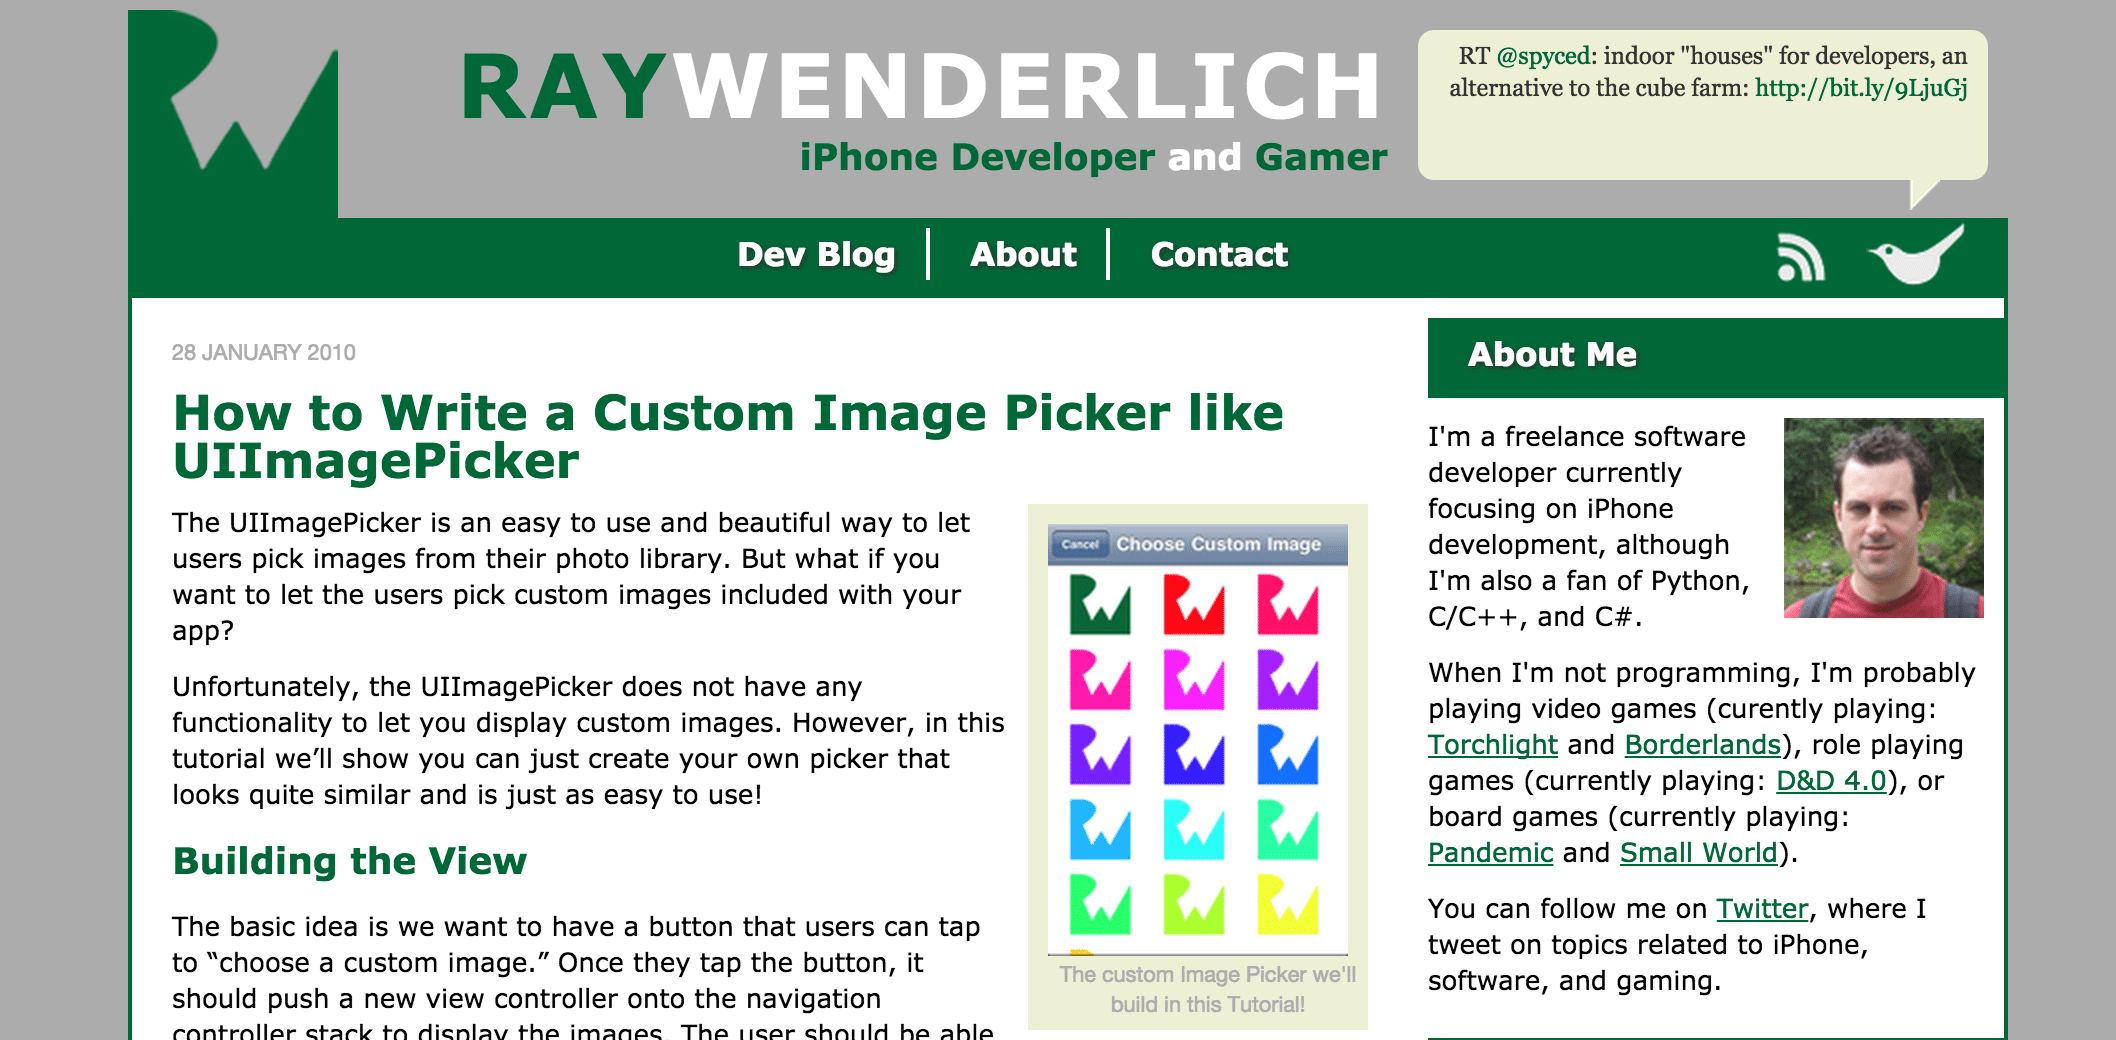 RAYWENDERLICH
iPhone Developer and Gamer
RT @spyced: indoor "houses" for developers, an
alternative to the cube farm: http://bit.ly/9LjuGj
Dev Blog
About
Contact
28 JANUARY 2010
How to Write a Custom Image Picker like
UIImagePicker
The UIImagePicker is an easy to use and beautiful way to let
users pick images from their photo library. But what if you
want to let the users pick custom images included with your
app?
Unfortunately, the UIImagePicker does not have any
functionality to let you display custom images. However, in this
tutorial we’ll show you can just create your own picker that
looks quite similar and is just as easy to use!
Cancel
Choose Custom Image
The custom Image Picker we'll
build in this Tutorial!
Building the View
The basic idea is we want to have a button that users can tap
to “choose a custom image.” Once they tap the button, it
should push a new view controller onto the navigation
controller stack to display the images. The user should be able
About Me
I'm a freelance software
developer currently
focusing on iPhone
development, although
I'm also a fan of Python,
C/C++, and C#.
When I'm not programming, I'm probably
playing video games (curently playing:
Torchlight and Borderlands), role playing
games (currently playing: D&D 4.0), or
board games (currently playing:
Pandemic and Small World).
You can follow me on Twitter, where I
tweet on topics related to iPhone,
software, and gaming.